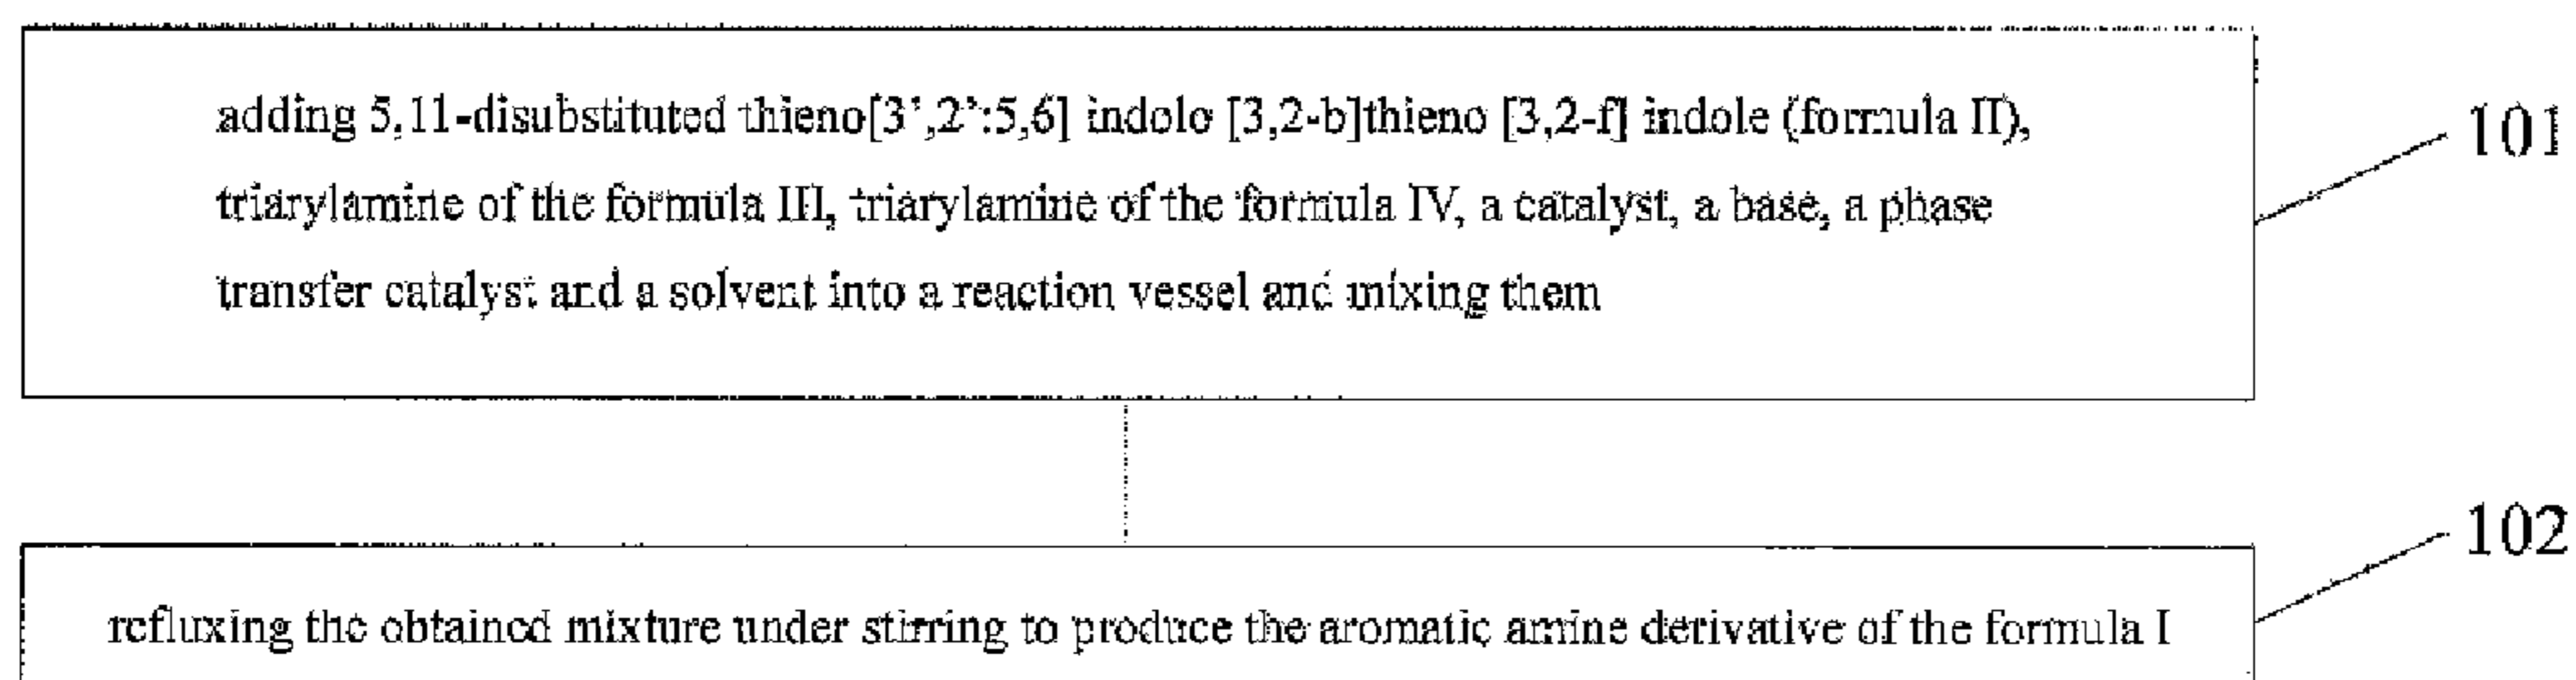 adding 5,11-disubstituted thieno[3',2':5,6] indolo [3,2-b]thieno [3,2-f] indole (formula II),
triarylamine of the formula III, triarylamine of the formula IV, a catalyst, a base, a phase
transfer catalyst and a solvent into a reaction vessel and mixing them
101
refluxing the obtained mixture under stirring to produce the aromatic amine derivative of the formula I
102